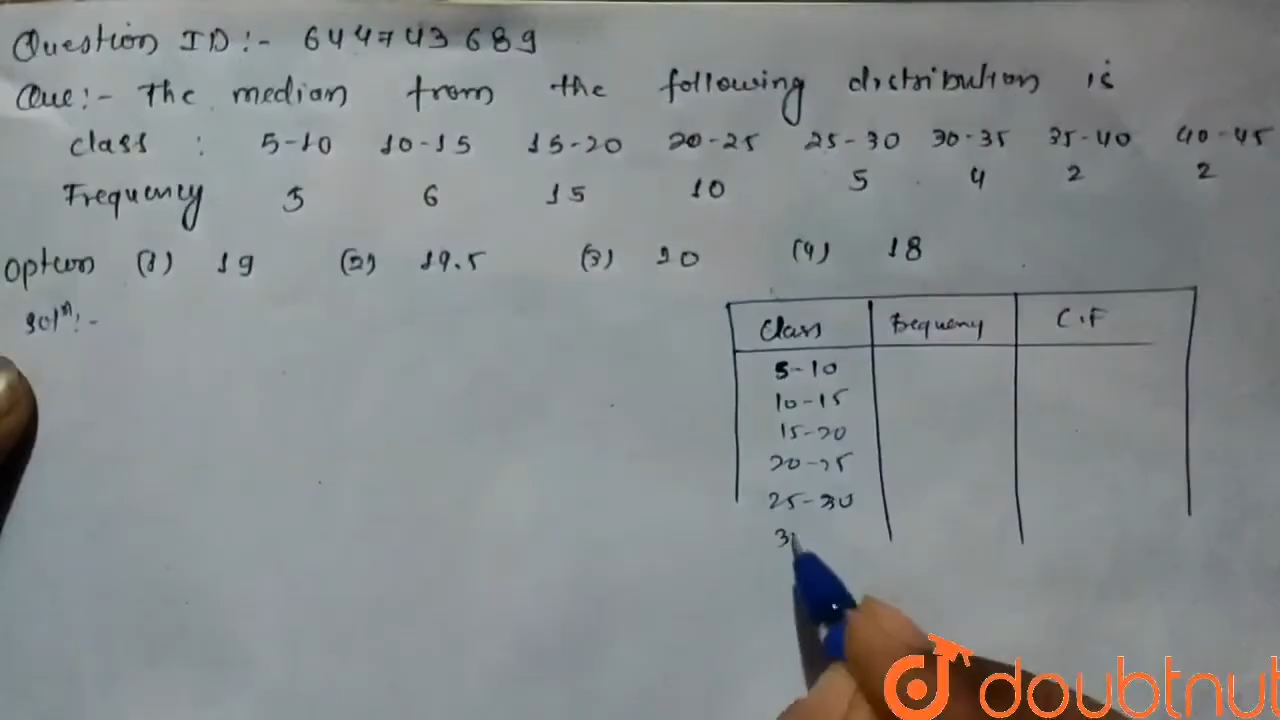 Question ID :- 644743689
Que :- The median from the following distribution is
class : 5-10 10-15 15-20 20-25 25-30 30-35 35-40 40-45
Frequency 5 6 15 10 5 4 2 2
option (1) 19 (2) 19.5 (3) 20 (4) 18
solⁿ :-
Class Frequency C.F
5-10
10-15
15-20
20-25
25-30
3
doubtnut